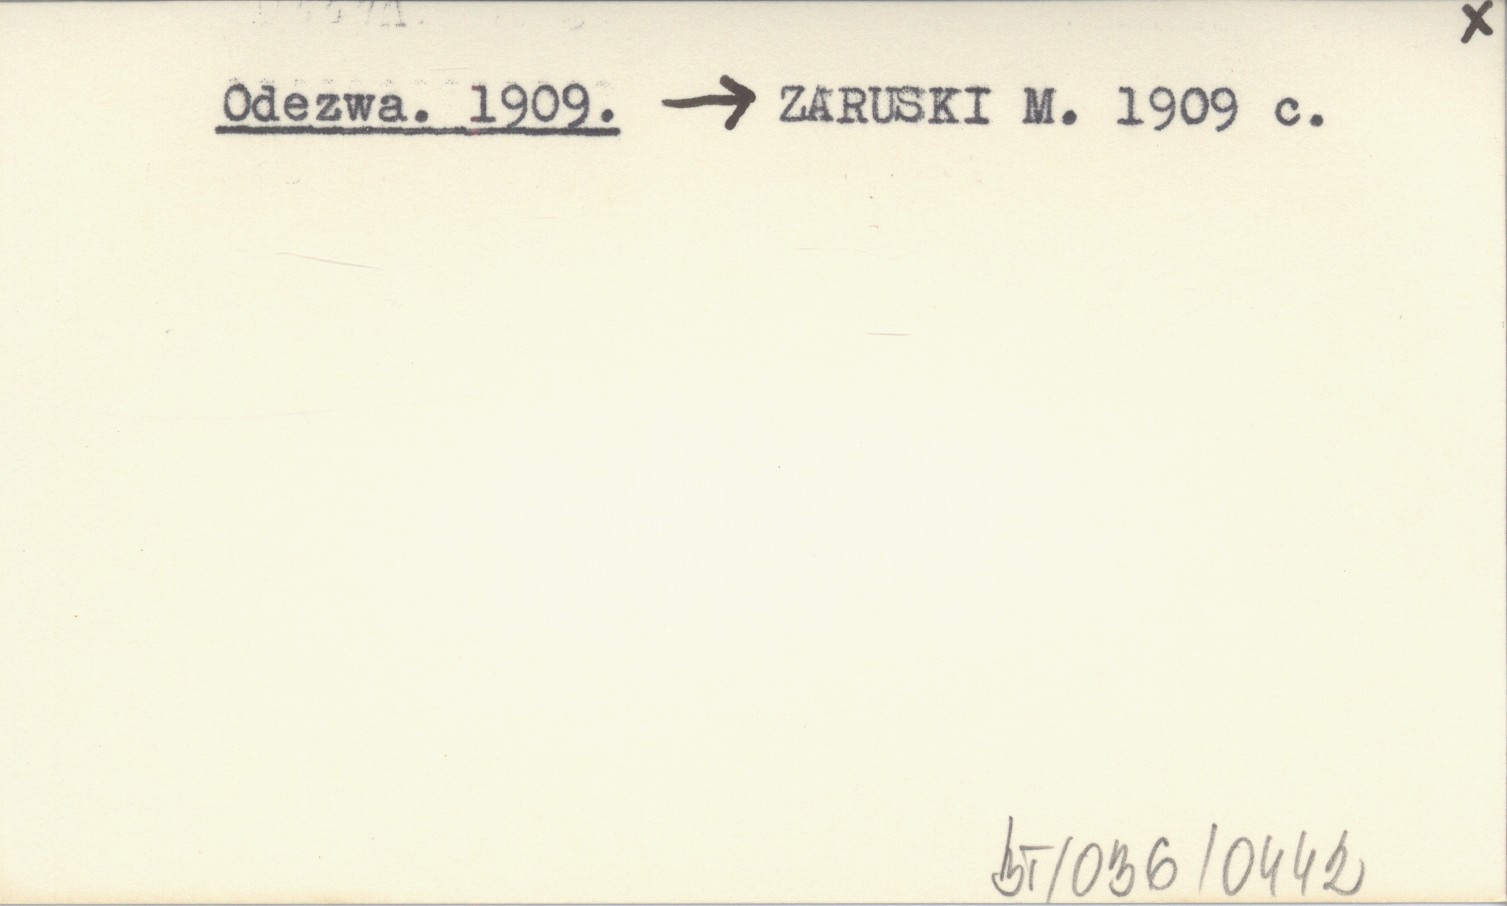 x
Odezwa. 1909. → ZARUSKI M. 1909 c.
BT/036/0442